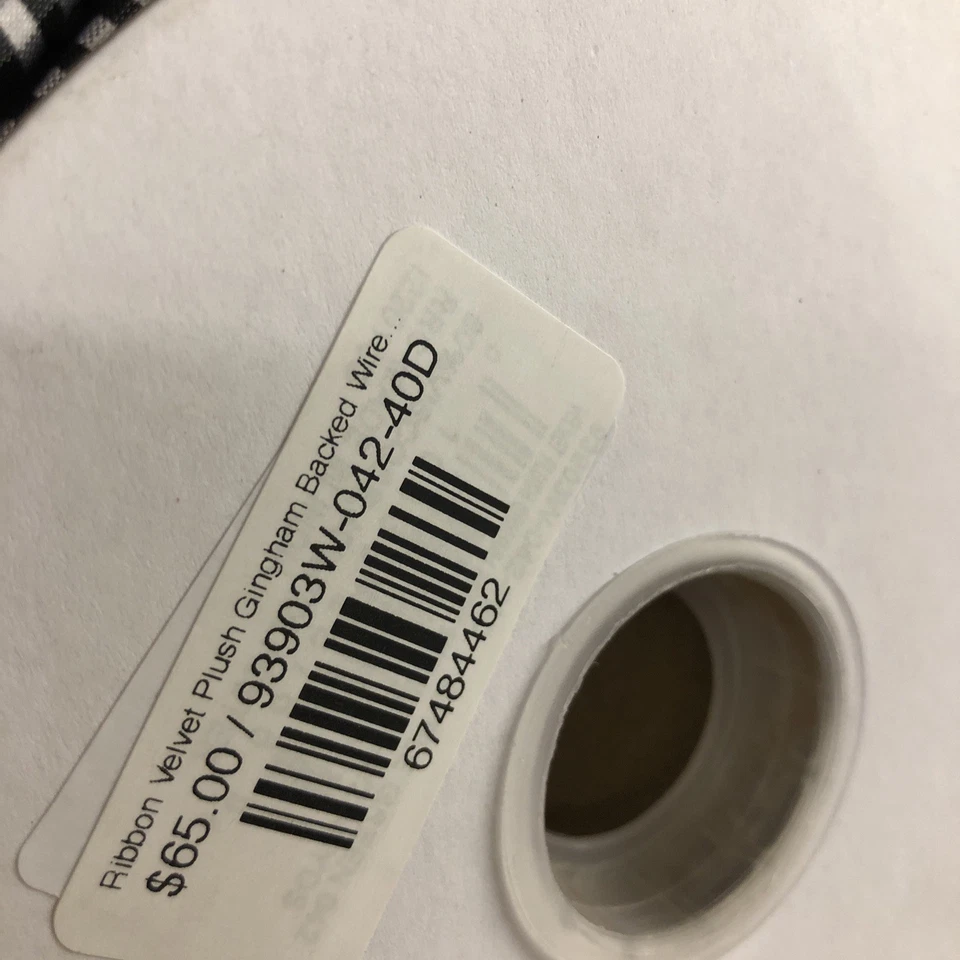 Ribbon Velvet Plush Gingham Backed Wire...
$65.00 / 93903W-042-40D
67484462